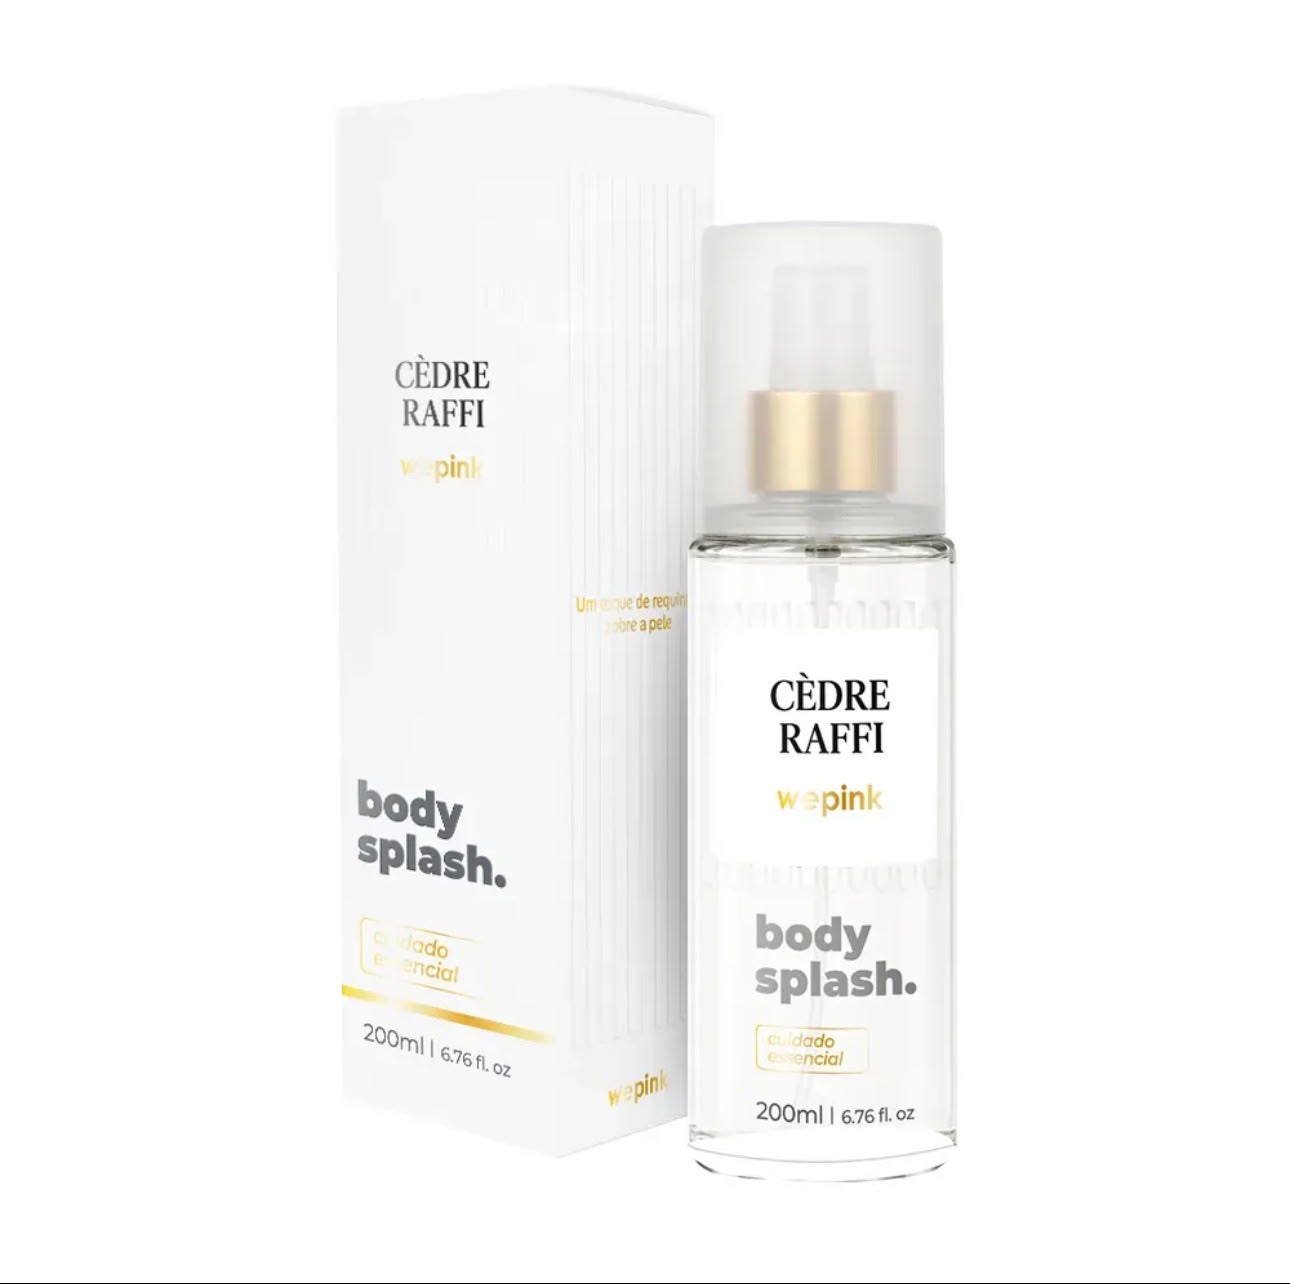 CÈDRE
RAFFI
wepink
Um toque de requinte
sobre a pele
body
splash.
cuidado
essencial
200ml | 6.76 fl. oz
wepink
CÈDRE
RAFFI
wepink
body
splash.
cuidado
essencial
200ml | 6.76 fl. oz